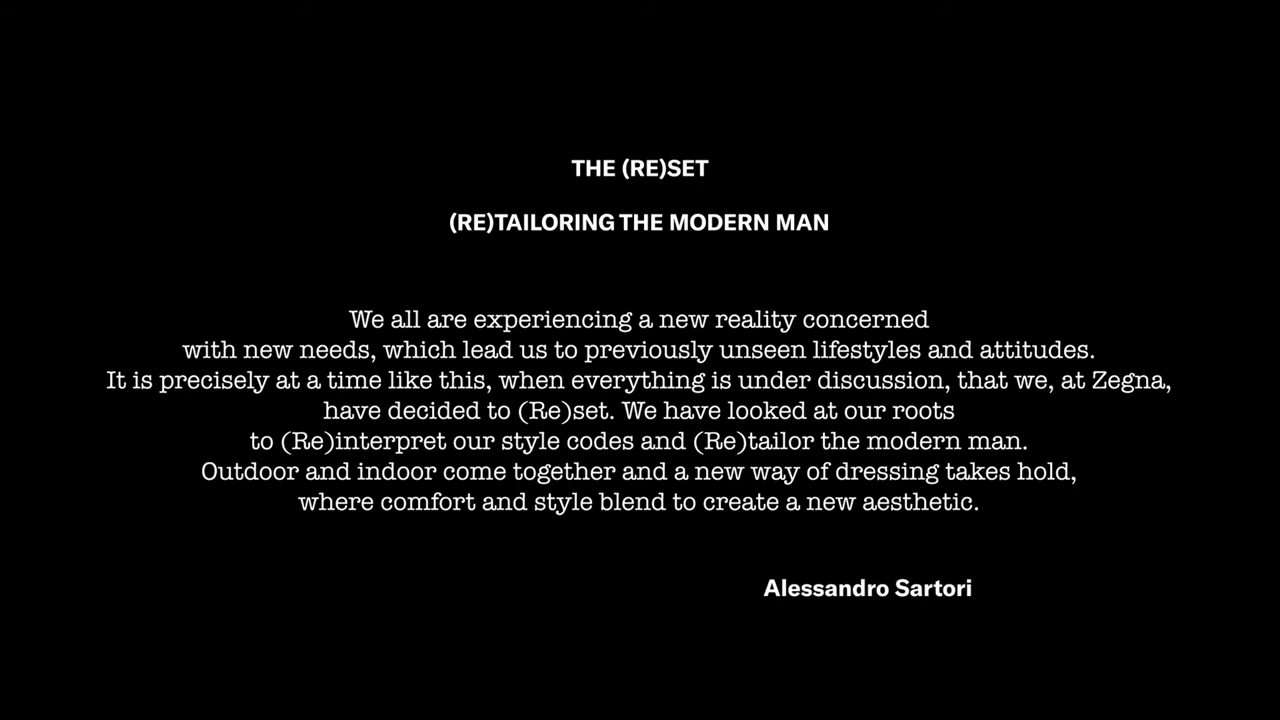 THE (RE)SET
(RE)TAILORING THE MODERN MAN
We all are experiencing a new reality concerned
with new needs, which lead us to previously unseen lifestyles and attitudes.
It is precisely at a time like this, when everything is under discussion, that we, at Zegna,
have decided to (Re)set. We have looked at our roots
to (Re)interpret our style codes and (Re)tailor the modern man.
Outdoor and indoor come together and a new way of dressing takes hold,
where comfort and style blend to create a new aesthetic.
Alessandro Sartori